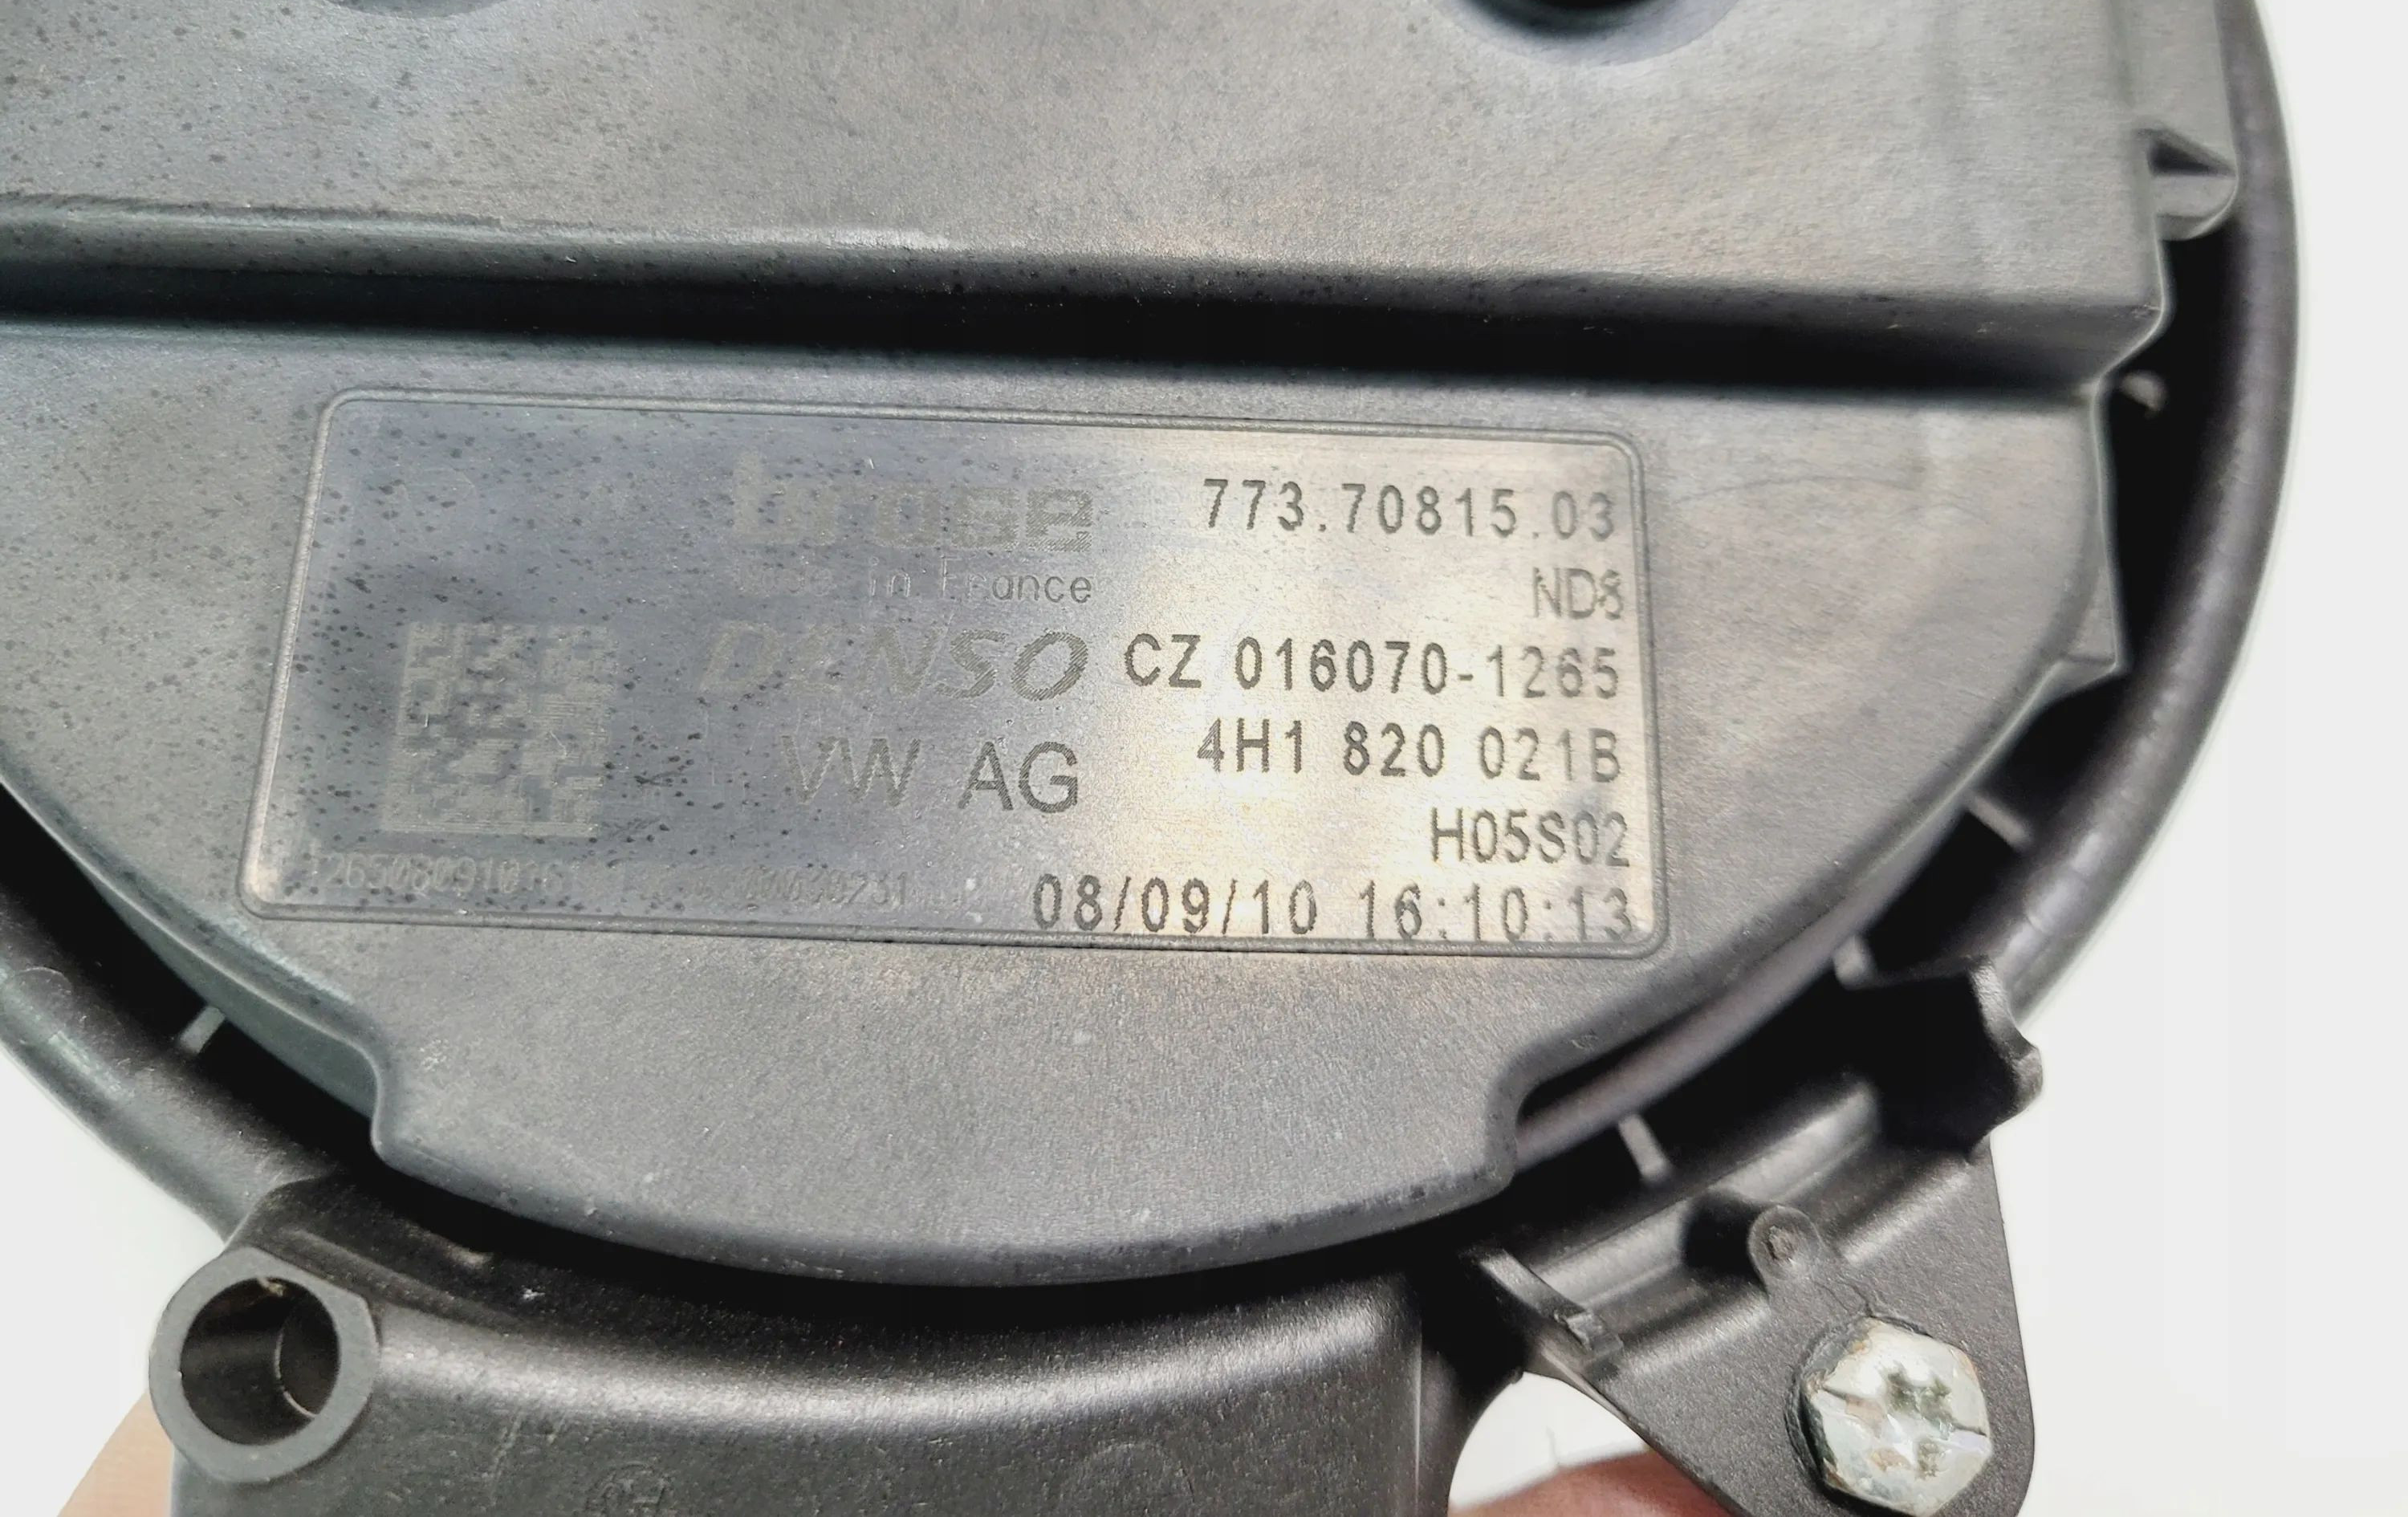 brose 773.70815.03
Made in France ND8
DENSO CZ 016070-1265
VW AG 4H1 820 021B
H05S02
08/09/10 16:10:13